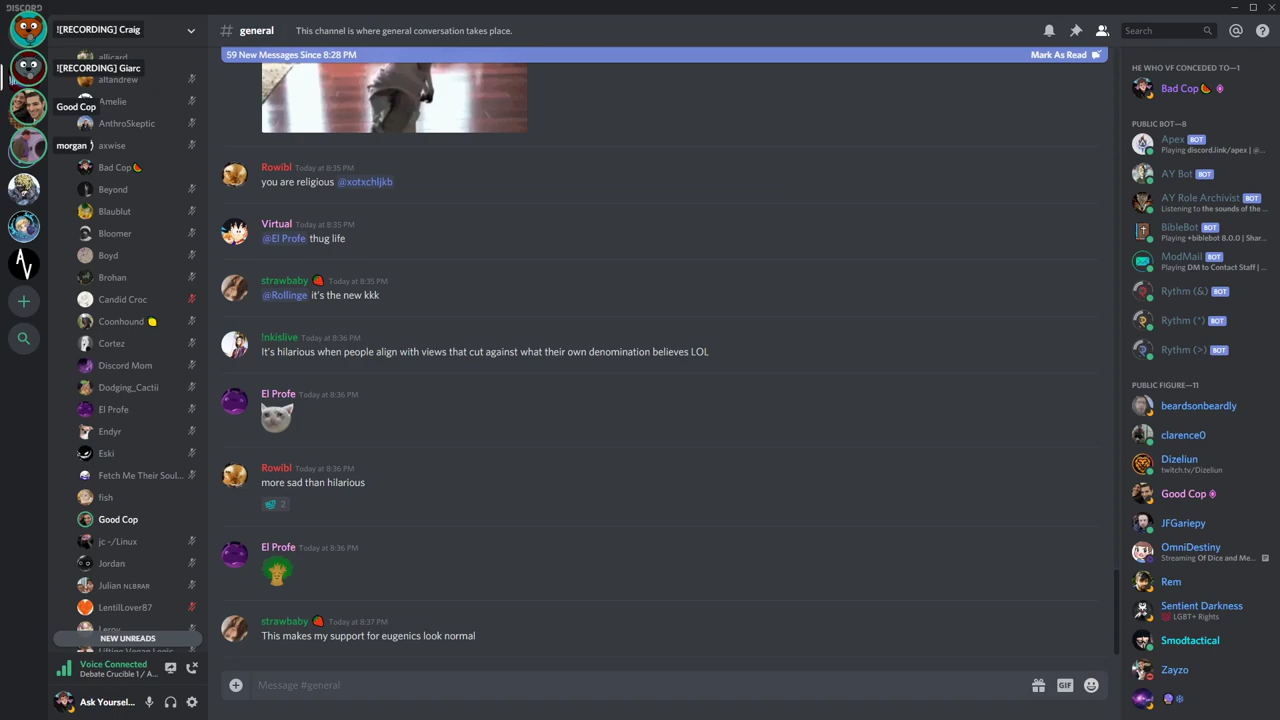 DISCORD
![RECORDING] Craig
![RECORDING] Giarc
Good Cop
morgan
allicard
altandrew
Amelie
AnthroSkeptic
axwise
Bad Cop
Beyond
Blaublut
Bloomer
Boyd
Brohan
Candid Croc
Coonhound
Cortez
Discord Mom
Dodging_Cactii
El Profe
Endyr
Eski
Fetch Me Their Soul...
fish
Good Cop
jc ~/Linux
Jordan
Julian NLBRAR
LentilLover87
Leroy
NEW UNREADS
Lifting Vegan Logic
Voice Connected
Debate Crucible 1 / A...
Ask Yoursel...
# general
This channel is where general conversation takes place.
Search
59 New Messages Since 8:28 PM
Mark As Read
Rowibl Today at 8:35 PM
you are religious @xotxchljkb
Virtual Today at 8:35 PM
@El Profe thug life
strawbaby Today at 8:35 PM
@Rollinge it's the new kkk
!nkislive Today at 8:36 PM
It's hilarious when people align with views that cut against what their own denomination believes LOL
El Profe Today at 8:36 PM
Rowibl Today at 8:36 PM
more sad than hilarious
2
El Profe Today at 8:36 PM
strawbaby Today at 8:37 PM
This makes my support for eugenics look normal
Message #general
GIF
HE WHO VF CONCEDED TO—1
Bad Cop
PUBLIC BOT—8
Apex BOT
Playing discord.link/apex | @...
AY Bot BOT
AY Role Archivist BOT
Listening to the sounds of the ...
BibleBot BOT
Playing +biblebot 8.0.0 | Shar...
ModMail BOT
Playing DM to Contact Staff | ...
Rythm (&) BOT
Rythm (*) BOT
Rythm (>) BOT
PUBLIC FIGURE—11
beardsonbeardly
clarence0
Dizeliun
twitch.tv/Dizeliun
Good Cop
JFGariepy
OmniDestiny
Streaming Of Dice and Me...
Rem
Sentient Darkness
LGBT+ Rights
Smodtactical
Zayzo